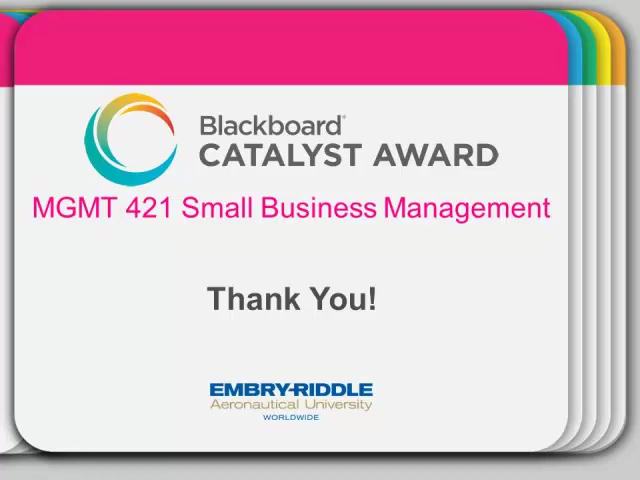 Blackboard®
CATALYST AWARD
MGMT 421 Small Business Management
Thank You!
EMBRY-RIDDLE
Aeronautical University
WORLDWIDE